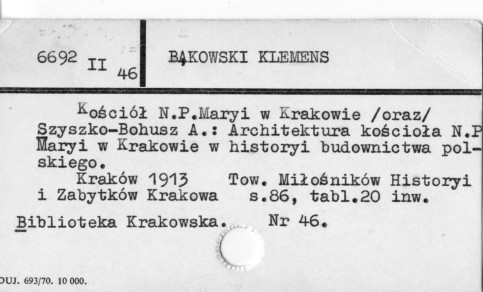 6692 II 46 BĄKOWSKI KLEMENS
Kościół N.P.Maryi w Krakowie /oraz/
Szyszko-Bohusz A.: Architektura kościoła N.P
Maryi w Krakowie w historyi budownictwa pol-
skiego.
Kraków 1913 Tow. Miłośników Historyi
i Zabytków Krakowa s.86, tabl.20 inw.
Biblioteka Krakowska. Nr 46.
DUJ. 693/70. 10 000.